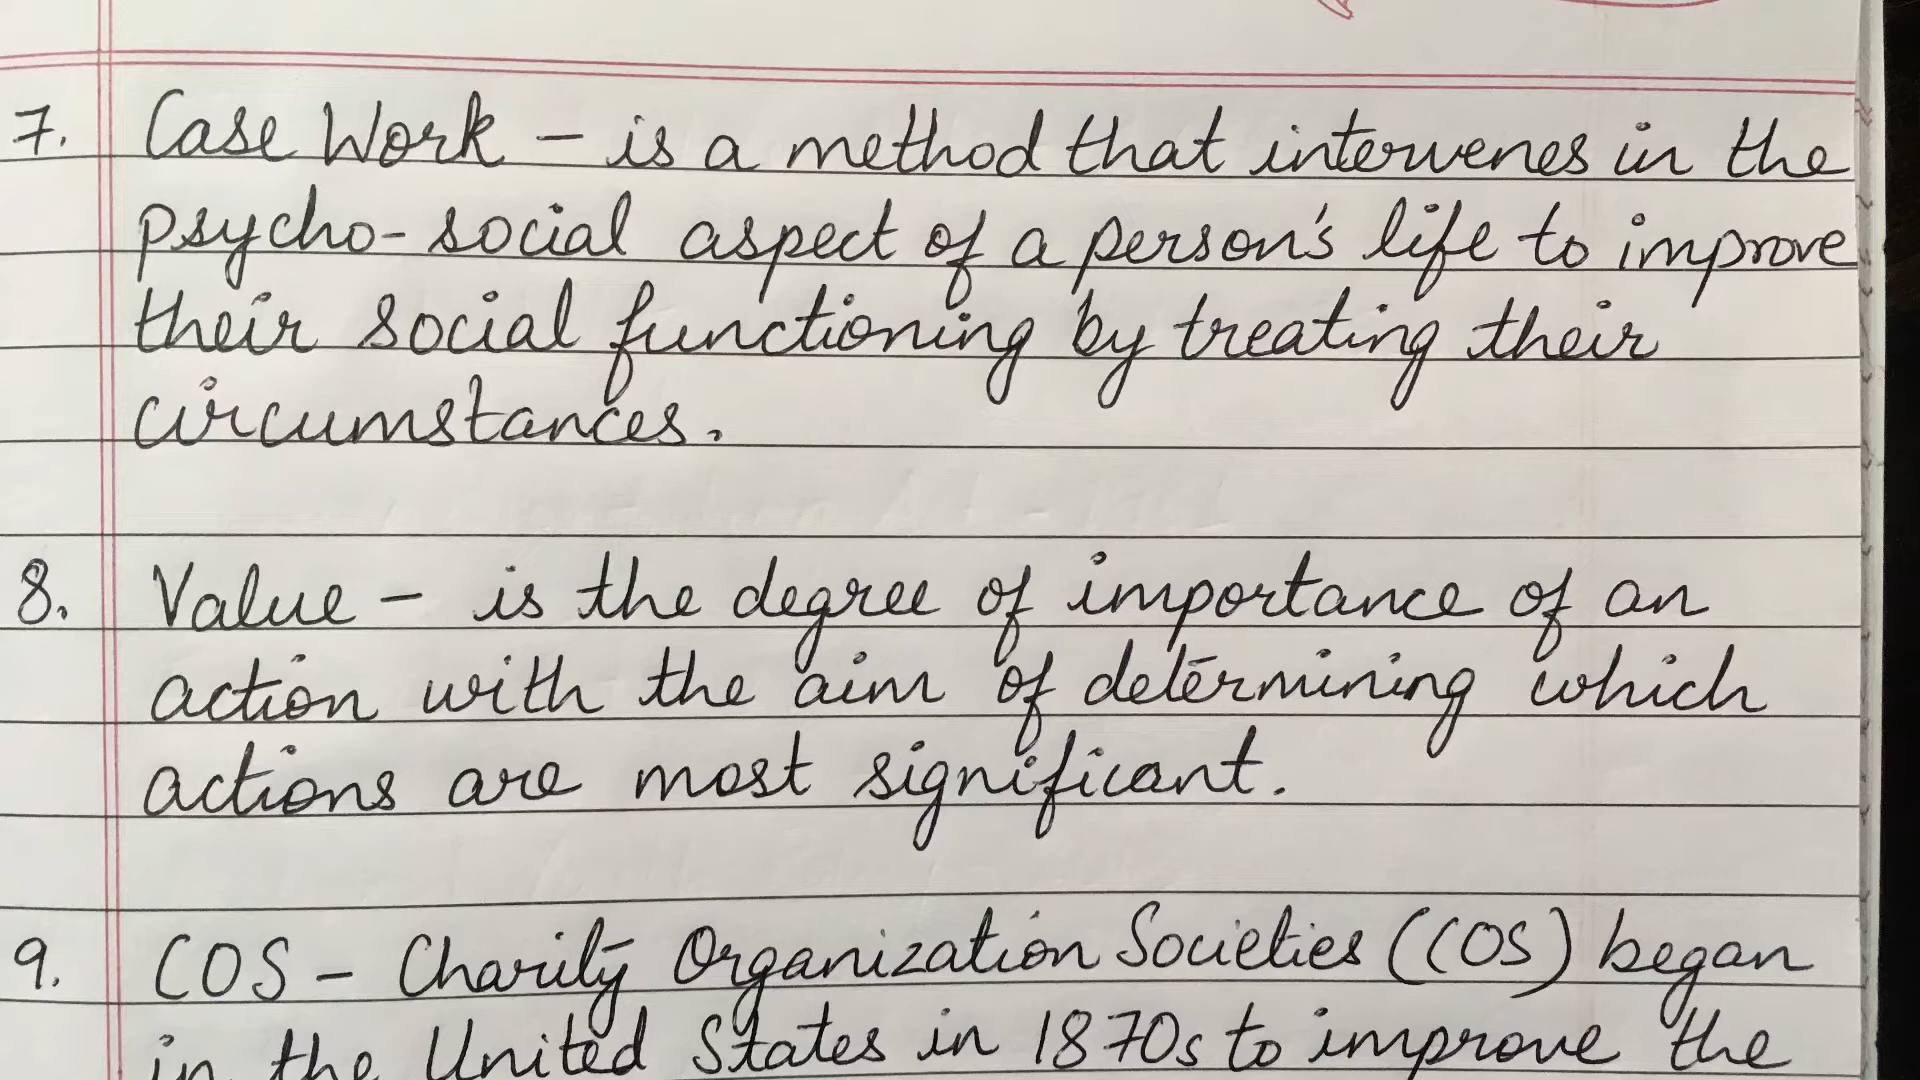 7. Case Work - is a method that intervenes in the
psycho-social aspect of a person's life to improve
their social functioning by treating their
circumstances.
8. Value - is the degree of importance of an
action with the aim of determining which
actions are most significant.
9. COS - Charity Organization Societies (COS) began
in the United States in 1870s to improve the